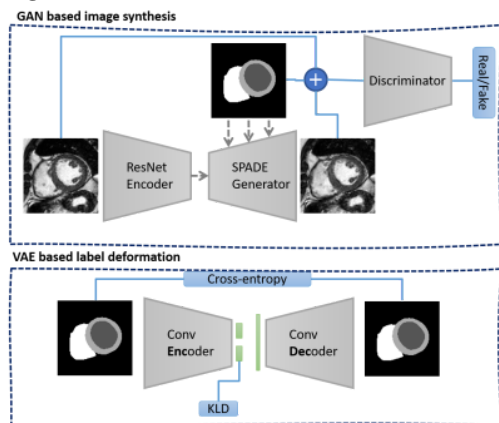 GAN based image synthesis
Discriminator
Real/Fake
ResNet
Encoder
SPADE
Generator
VAE based label deformation
Cross-entropy
Conv
Encoder
Conv
Decoder
KLD